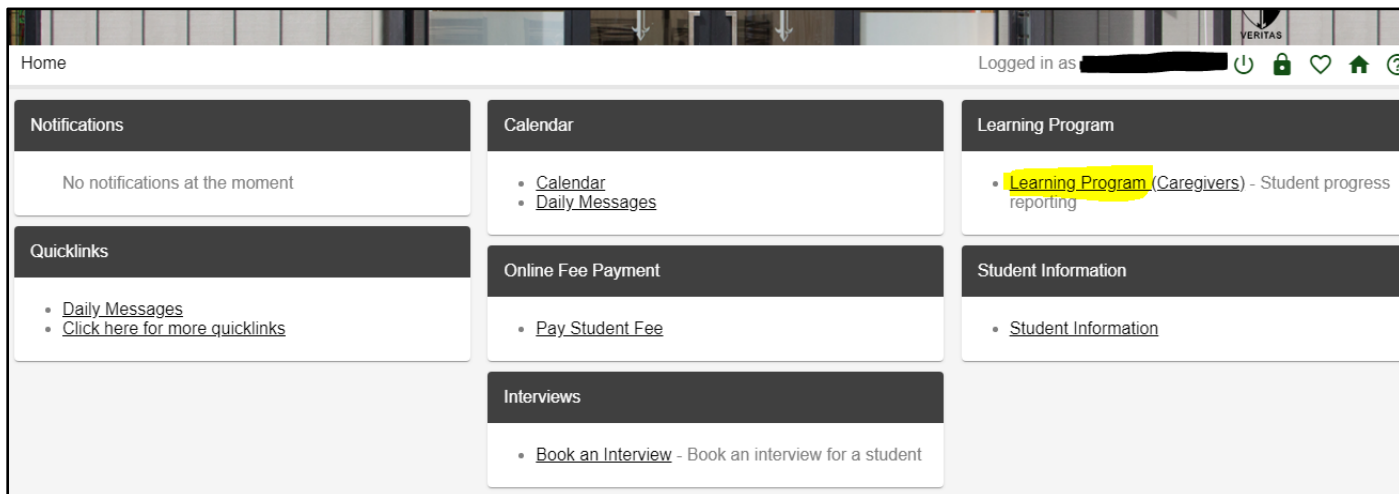 VERITAS
Home
Logged in as
Notifications
No notifications at the moment
Quicklinks
Daily Messages
Click here for more quicklinks
Calendar
Calendar
Daily Messages
Online Fee Payment
Pay Student Fee
Interviews
Book an Interview - Book an interview for a student
Learning Program
Learning Program (Caregivers) - Student progress
reporting
Student Information
Student Information